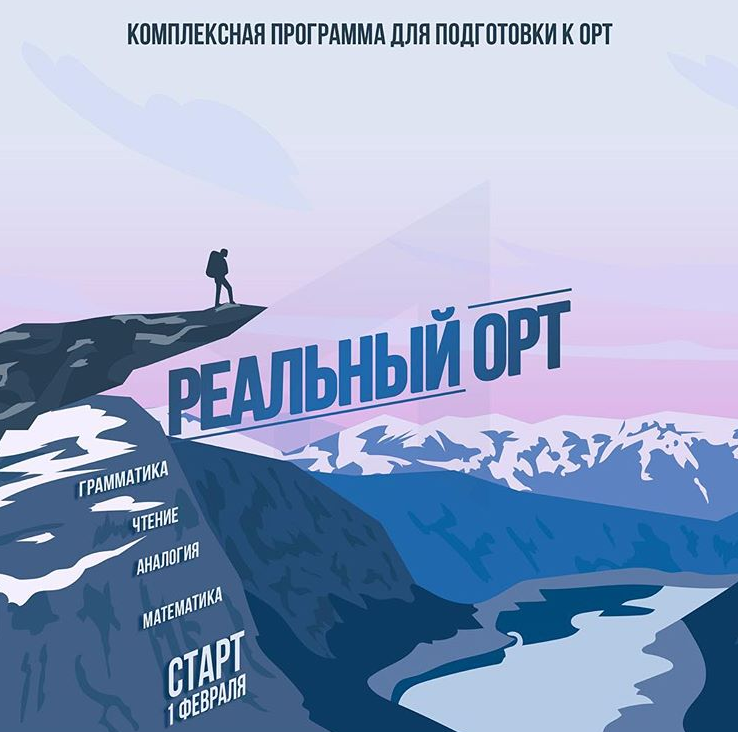 КОМПЛЕКСНАЯ ПРОГРАММА ДЛЯ ПОДГОТОВКИ К ОРТ
РЕАЛЬНЫЙ ОРТ
ГРАММАТИКА
ЧТЕНИЕ
АНАЛОГИЯ
МАТЕМАТИКА
СТАРТ
1 ФЕВРАЛЯ